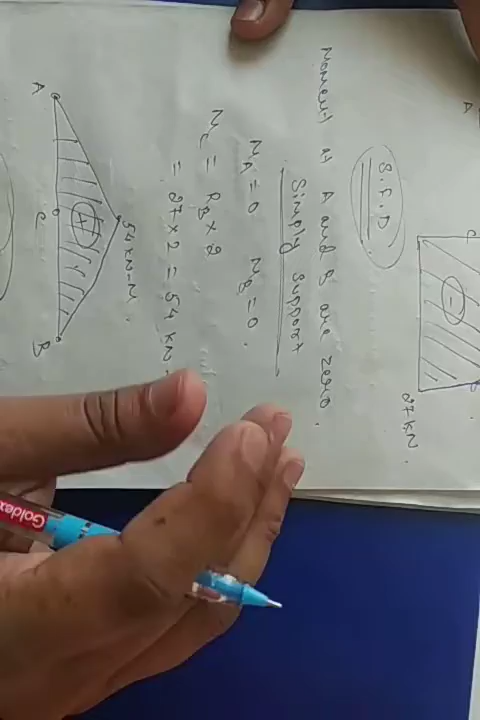 A
C
-
B
27 KN.
S.F.D
Moment at A and B are zero.
Simply Support
MA = 0 MB = 0.
MC = RB × 2
= 27 × 2 = 54 KN-
54 KN-M.
+
A
C
B
Goldex